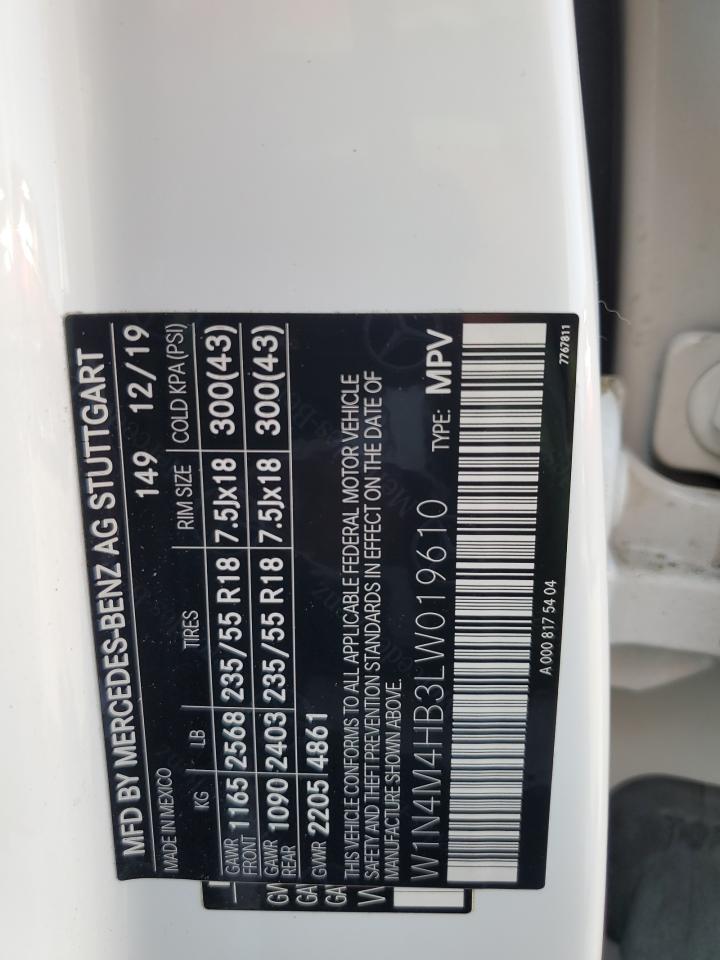 MFD BY MERCEDES-BENZ AG STUTTGART
MADE IN MEXICO 149 12/19
KG LB TIRES RIM SIZE COLD KPA (PSI)
GAWR FRONT 1165 2568 235/55 R18 7.5Jx18 300(43)
GAWR REAR 1090 2403 235/55 R18 7.5Jx18 300(43)
GVWR 2205 4861
THIS VEHICLE CONFORMS TO ALL APPLICABLE FEDERAL MOTOR VEHICLE
SAFETY AND THEFT PREVENTION STANDARDS IN EFFECT ON THE DATE OF
MANUFACTURE SHOWN ABOVE.
W1N4M4HB3LW019610 TYPE: MPV
A 000 817 54 04 7767811